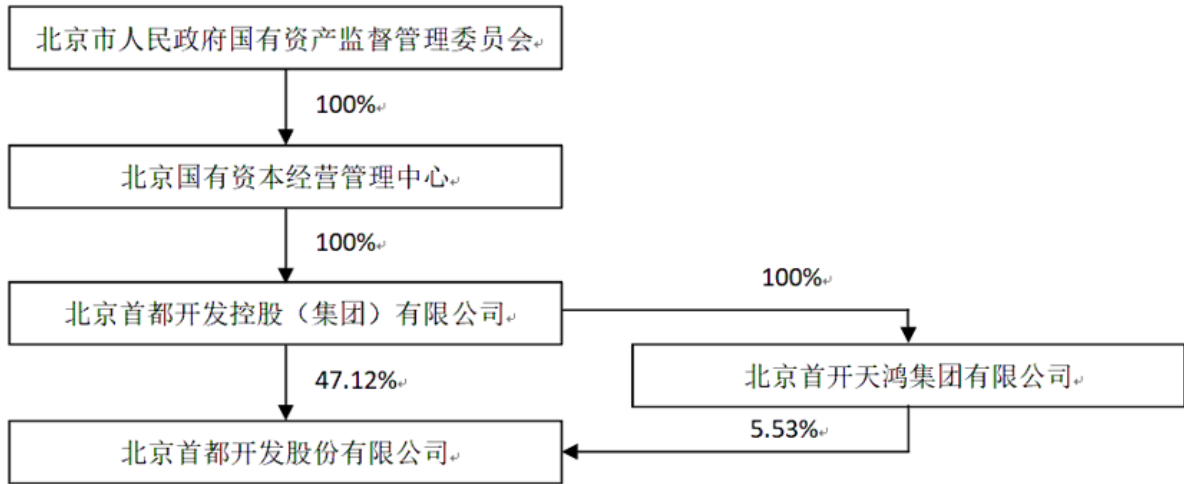 北京市人民政府国有资产监督管理委员会
100%
北京国有资本经营管理中心
100%
100%
北京首都开发控股（集团）有限公司
47.12%
北京首开天鸿集团有限公司
5.53%
北京首都开发股份有限公司